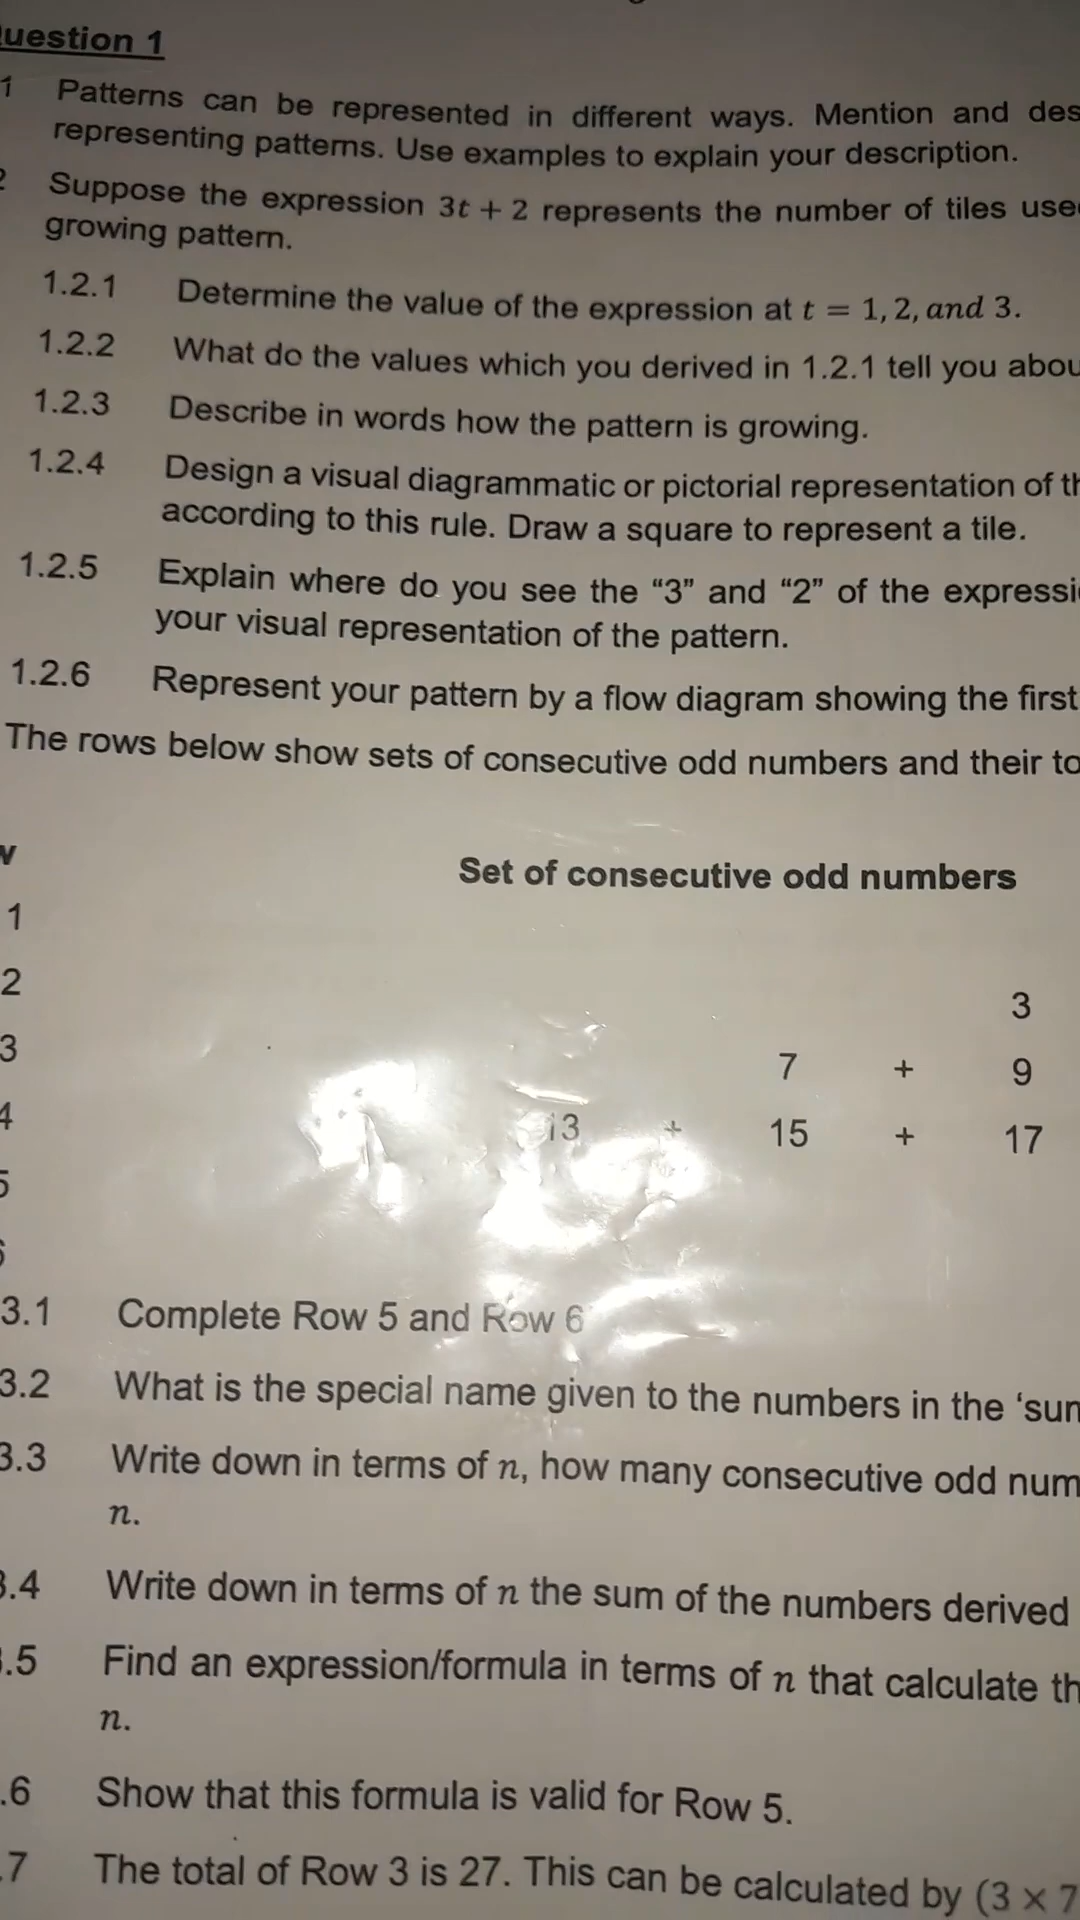 uestion 1
1 Patterns can be represented in different ways. Mention and des
representing patterns. Use examples to explain your description.
2 Suppose the expression 3t + 2 represents the number of tiles use
growing pattern.
1.2.1 Determine the value of the expression at t = 1, 2, and 3.
1.2.2 What do the values which you derived in 1.2.1 tell you abou
1.2.3 Describe in words how the pattern is growing.
1.2.4 Design a visual diagrammatic or pictorial representation of th
according to this rule. Draw a square to represent a tile.
1.2.5 Explain where do you see the “3” and “2” of the expressi
your visual representation of the pattern.
1.2.6 Represent your pattern by a flow diagram showing the first
The rows below show sets of consecutive odd numbers and their to
w Set of consecutive odd numbers
1
2 3
3 7 + 9
4 13 + 15 + 17
5
6
3.1 Complete Row 5 and Row 6
3.2 What is the special name given to the numbers in the ‘sum
3.3 Write down in terms of n, how many consecutive odd num
n.
3.4 Write down in terms of n the sum of the numbers derived
.5 Find an expression/formula in terms of n that calculate th
n.
.6 Show that this formula is valid for Row 5.
.7 The total of Row 3 is 27. This can be calculated by (3 × 7